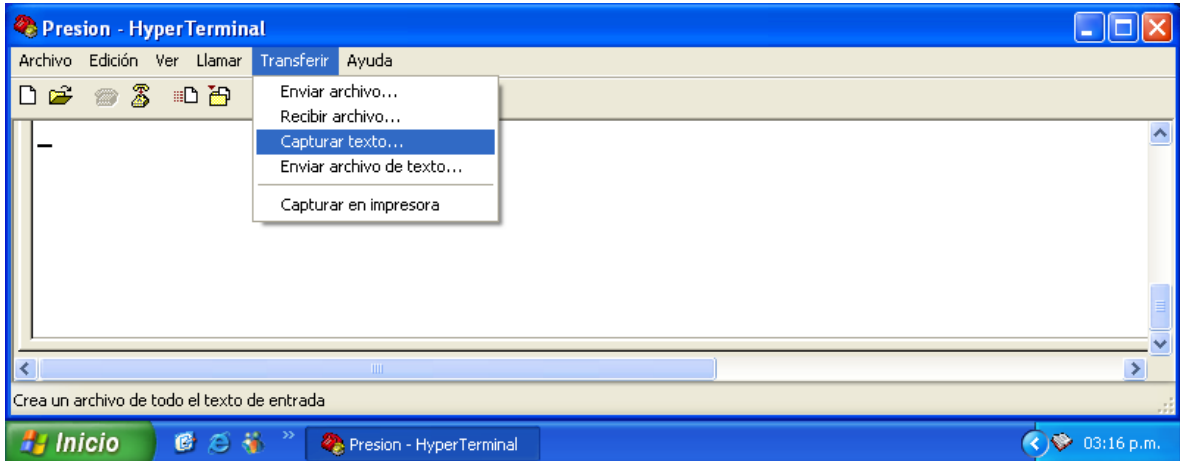 Presion - HyperTerminal
Archivo Edición Ver Llamar Transferir Ayuda
Enviar archivo...
Recibir archivo...
Capturar texto...
Enviar archivo de texto...
Capturar en impresora
Crea un archivo de todo el texto de entrada
Inicio » Presion - HyperTerminal 03:16 p.m.